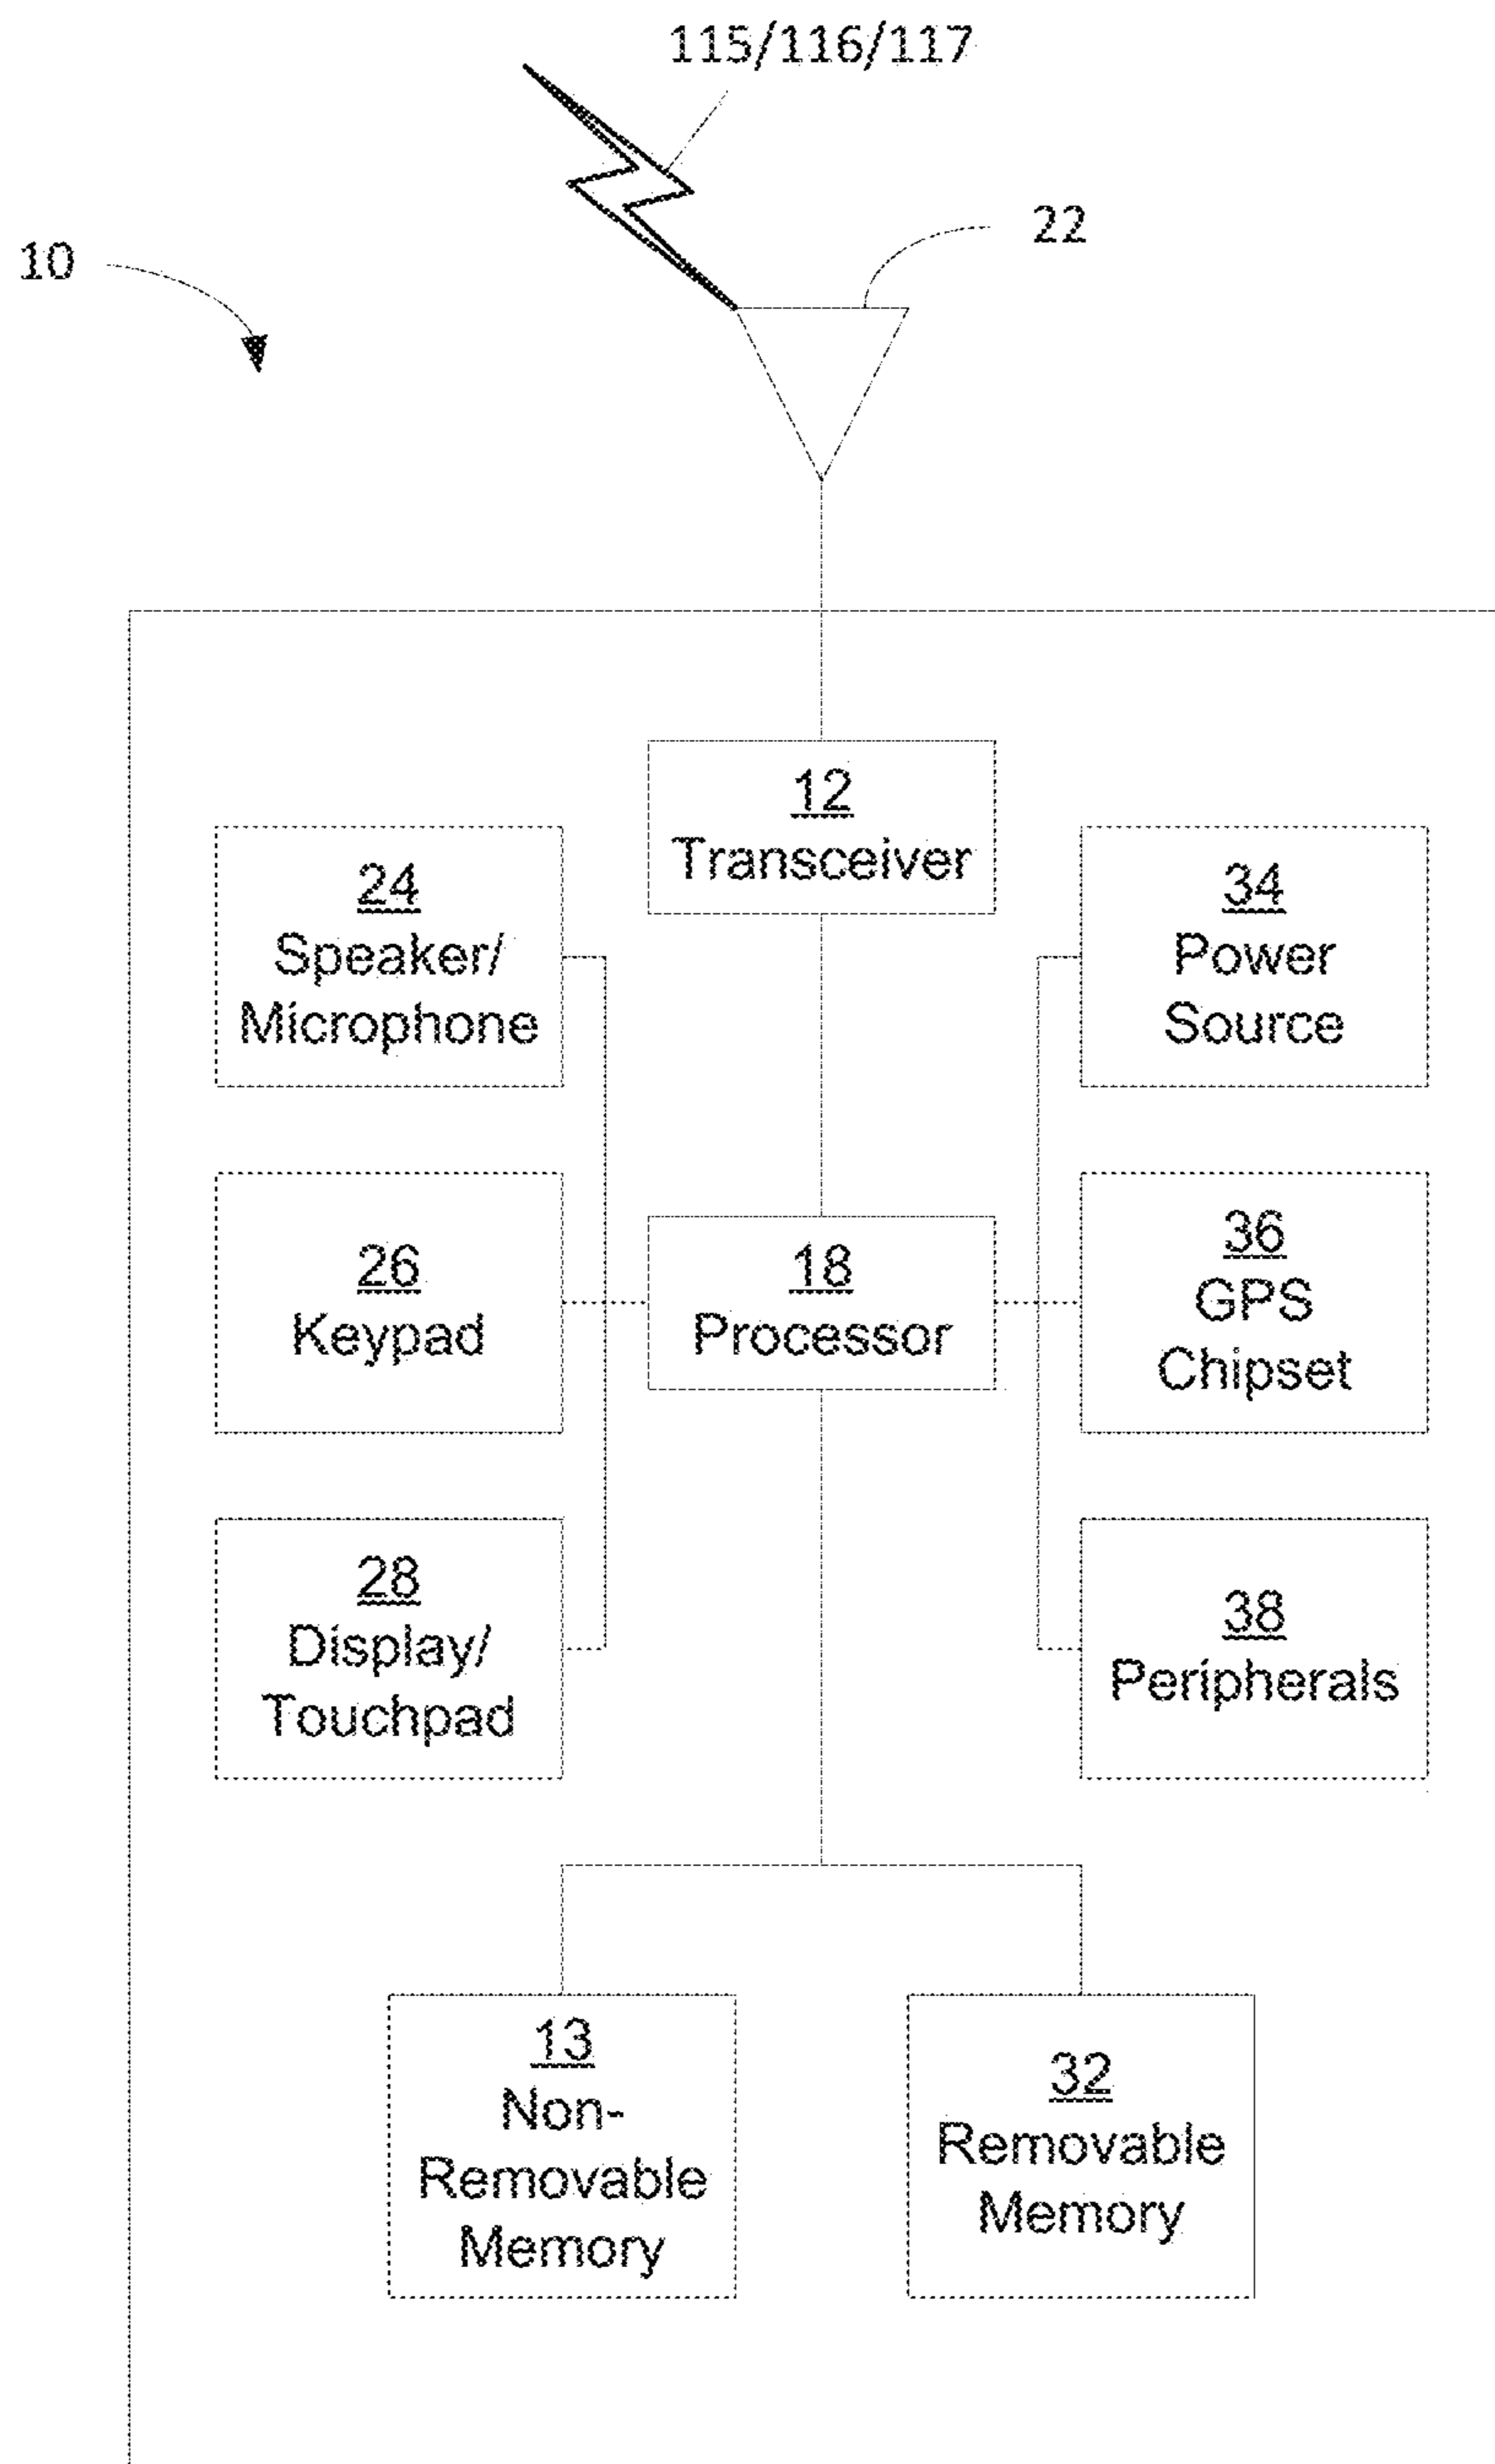 115/116/117
22
10
12
Transceiver
24
Speaker/
Microphone
34
Power
Source
26
Keypad
18
Processor
36
GPS
Chipset
28
Display/
Touchpad
38
Peripherals
13
Non-
Removable
Memory
32
Removable
Memory